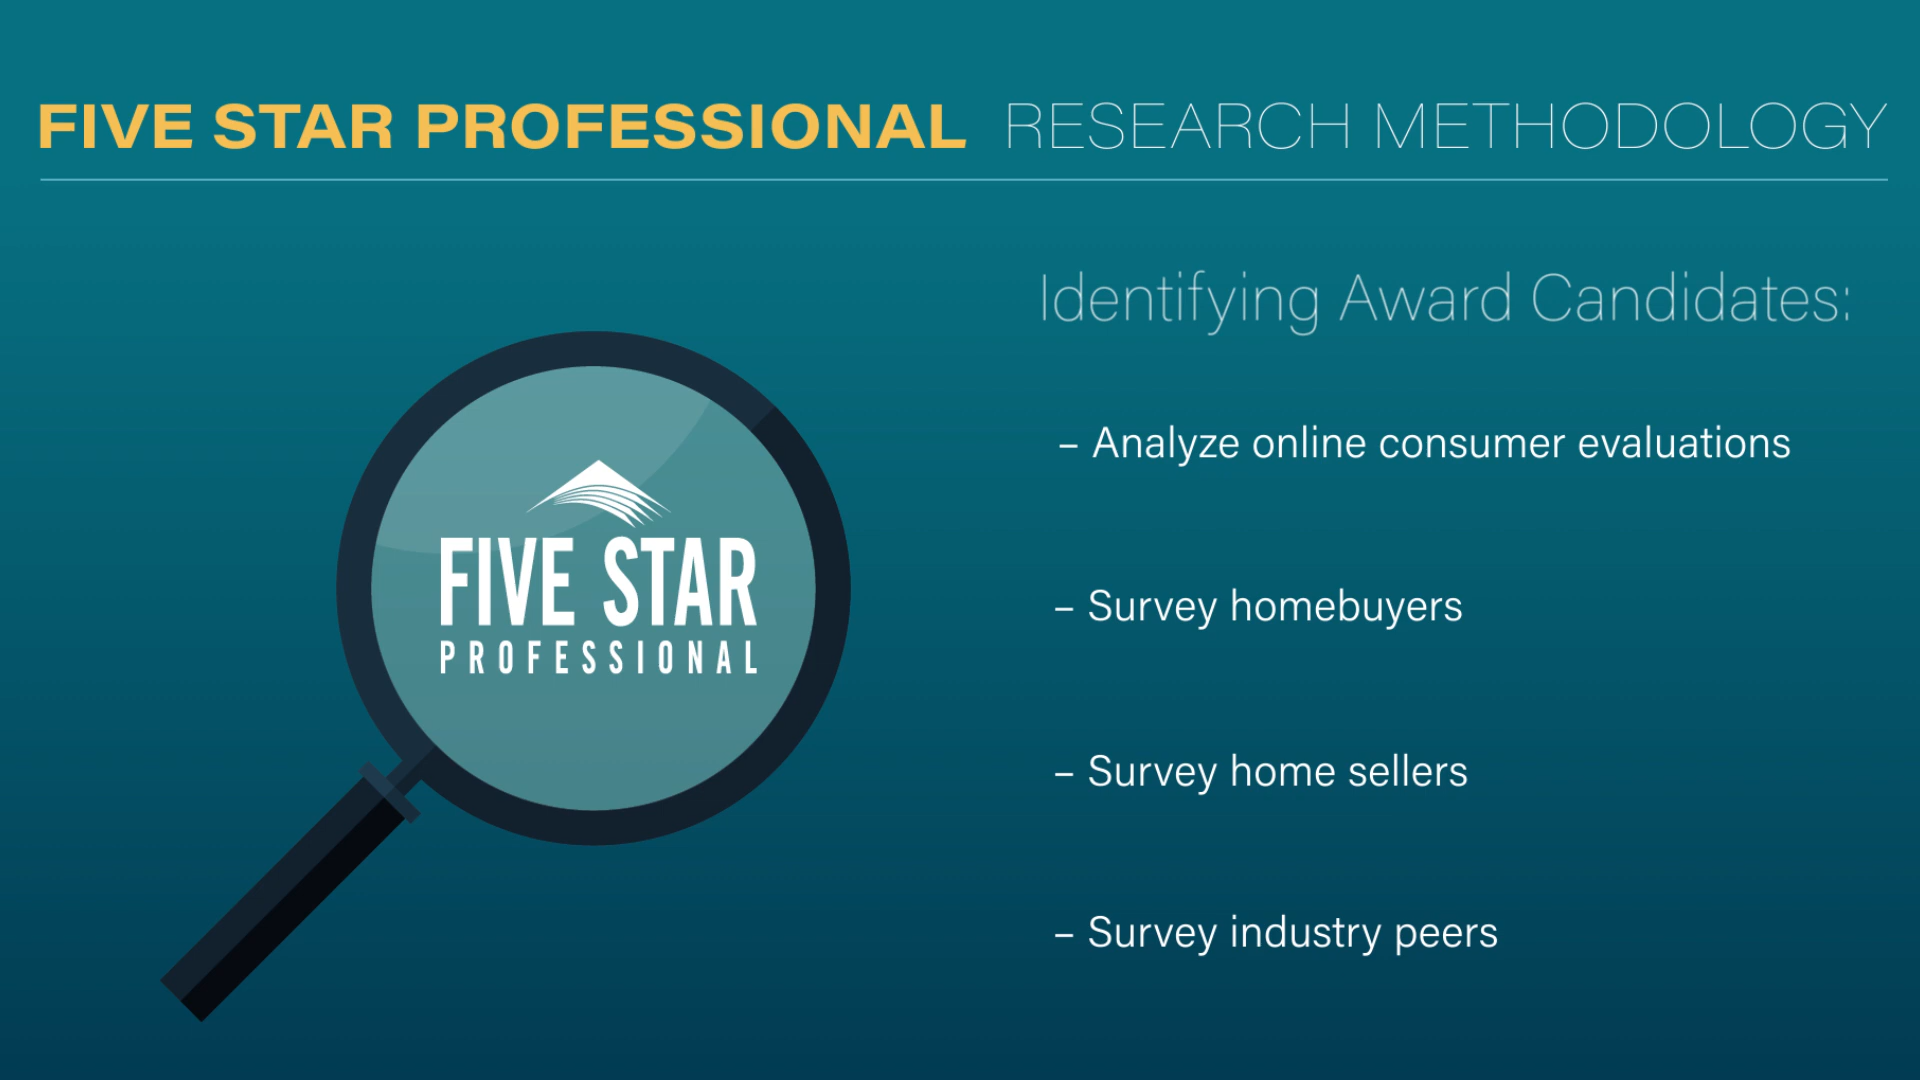 FIVE STAR PROFESSIONAL RESEARCH METHODOLOGY
Identifying Award Candidates:
– Analyze online consumer evaluations
– Survey homebuyers
– Survey home sellers
– Survey industry peers
FIVE STAR
PROFESSIONAL